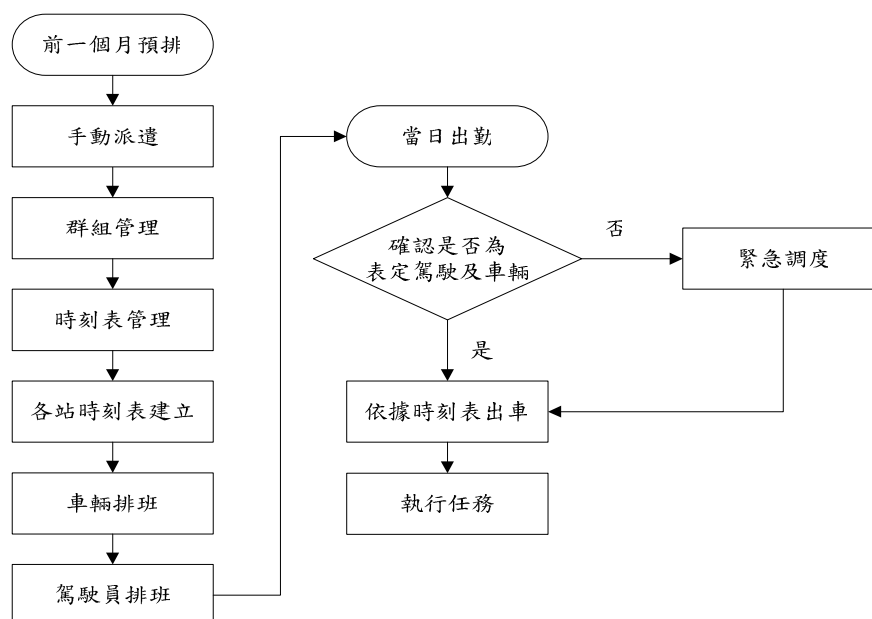 前一個月預排
手動派遣
群組管理
時刻表管理
各站時刻表建立
車輛排班
駕駛員排班
當日出勤
確認是否為
表定駕駛及車輛
否
緊急調度
是
依據時刻表出車
執行任務